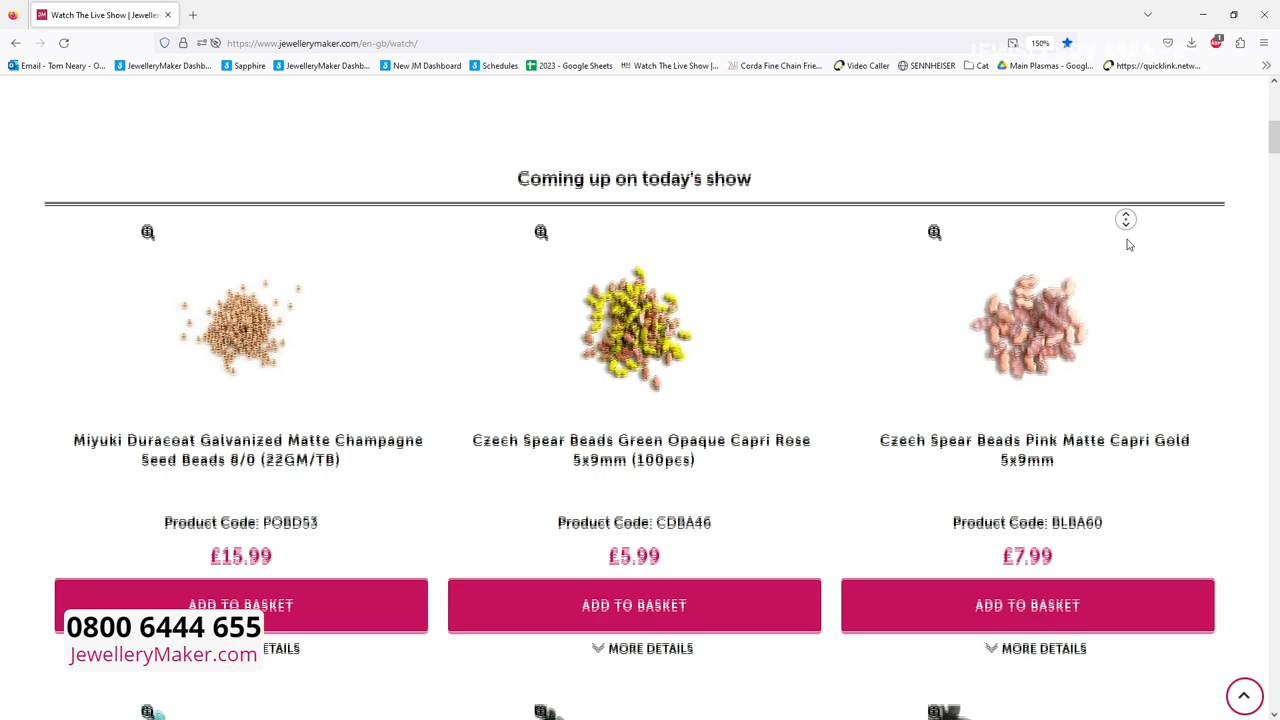 Watch The Live Show | Jeweller
https://www.jewellerymaker.com/en-gb/watch/
150%
1
Email - Tom Neary - O... JewelleryMaker Dashb... Sapphire JewelleryMaker Dashb... New JM Dashboard Schedules 2023 - Google Sheets Watch The Live Show |... Corda Fine Chain Frie... Video Caller SENNHEISER Cat Main Plasmas - Googl... https://quicklink.netw...
Coming up on today's show
Miyuki Duracoat Galvanized Matte Champagne
Seed Beads 8/0 (22GM/TB)
Product Code: POBD53
£15.99
ADD TO BASKET
ETAILS
Czech Spear Beads Green Opaque Capri Rose
5x9mm (100pcs)
Product Code: CDBA46
£5.99
ADD TO BASKET
MORE DETAILS
Czech Spear Beads Pink Matte Capri Gold
5x9mm
Product Code: BLBA60
£7.99
ADD TO BASKET
MORE DETAILS
0800 6444 655
JewelleryMaker.com